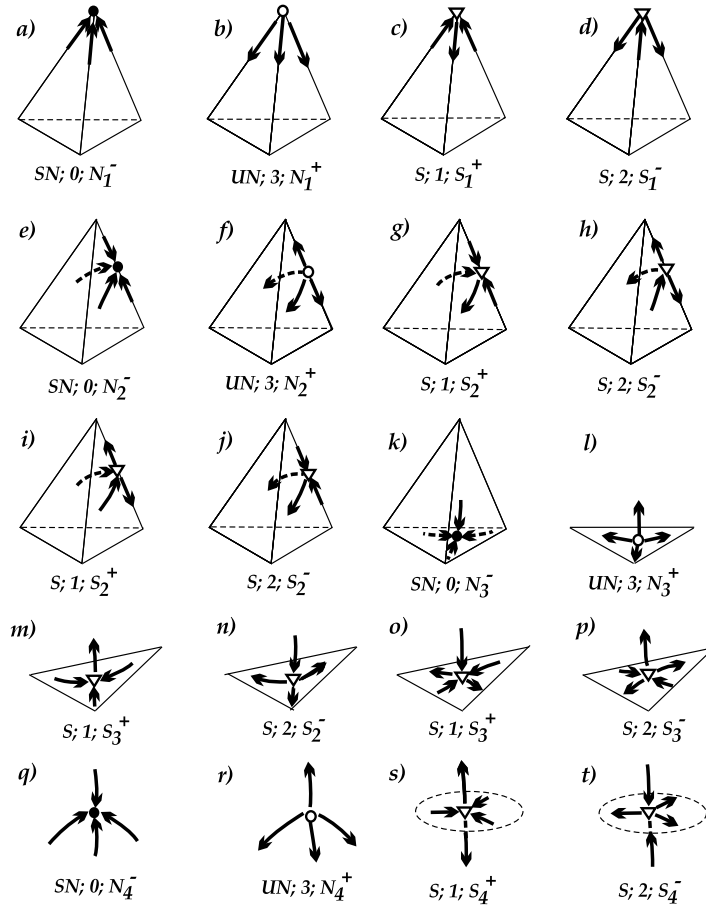 a) b) c) d)
SN; 0; N₁⁻ UN; 3; N₁⁺ S; 1; S₁⁺ S; 2; S₁⁻
e) f) g) h)
SN; 0; N₂⁻ UN; 3; N₂⁺ S; 1; S₂⁺ S; 2; S₂⁻
i) j) k) l)
S; 1; S₂⁺ S; 2; S₂⁻ SN; 0; N₃⁻ UN; 3; N₃⁺
m) n) o) p)
S; 1; S₃⁺ S; 2; S₂⁻ S; 1; S₃⁺ S; 2; S₃⁻
q) r) s) t)
SN; 0; N₄⁻ UN; 3; N₄⁺ S; 1; S₄⁺ S; 2; S₄⁻